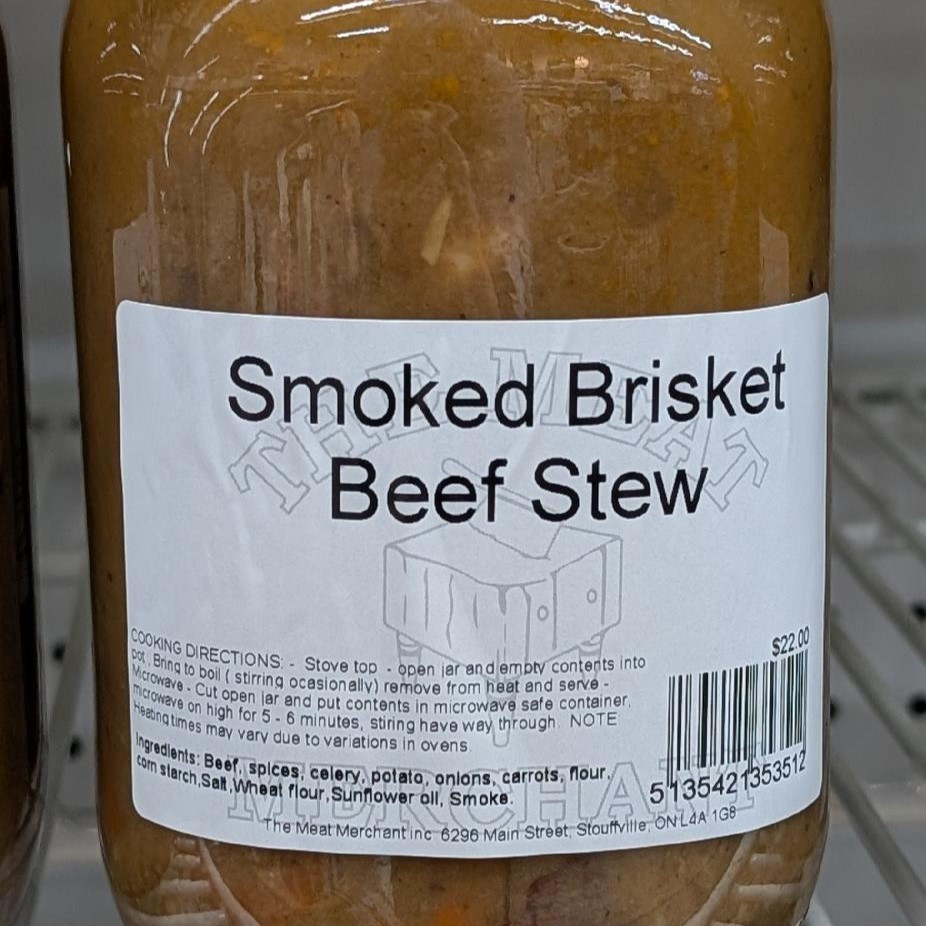 THE MEAT
Smoked Brisket
Beef Stew
$22.00
COOKING DIRECTIONS: - Stove top - open jar and empty contents into
pot. Bring to boil ( stirring ocasionally) remove from heat and serve -
Microwave - Cut open jar and put contents in microwave safe container,
microwave on high for 5 - 6 minutes, stiring have way through. NOTE
Heating times may vary due to variations in ovens.
Ingredients: Beef, spices, celery, potato, onions, carrots, flour,
corn starch,Salt,Wheat flour,Sunflower oil, Smoke.
MERCHANT
5135421353512
The Meat Merchant inc 6296 Main Street, Stouffville, ON L4A 1G8